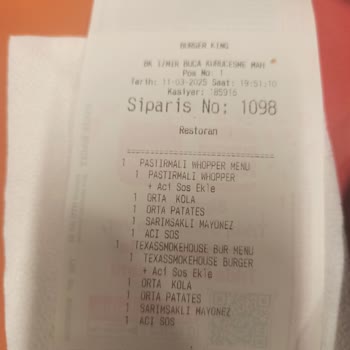 BURGER KING
BK IZMIR BUCA KURUCESME MAH
Pos No: 1
Tarih: 11-03-2025 Saat: 19:51:10
Kasiyer: 185916
Siparis No: 1098
Restoran
1 PASTIRMALI WHOPPER MENU
1 PASTIRMALI WHOPPER
+ Aci Sos Ekle
1 ORTA KOLA
1 ORTA PATATES
1 SARIMSAKLI MAYONEZ
1 ACI SOS
1 TEXASSMOKEHOUSE BUR MENU
1 TEXASSMOKEHOUSE BURGER
+ Aci Sos Ekle
1 ORTA KOLA
1 ORTA PATATES
1 SARIMSAKLI MAYONEZ
1 ACI SOS